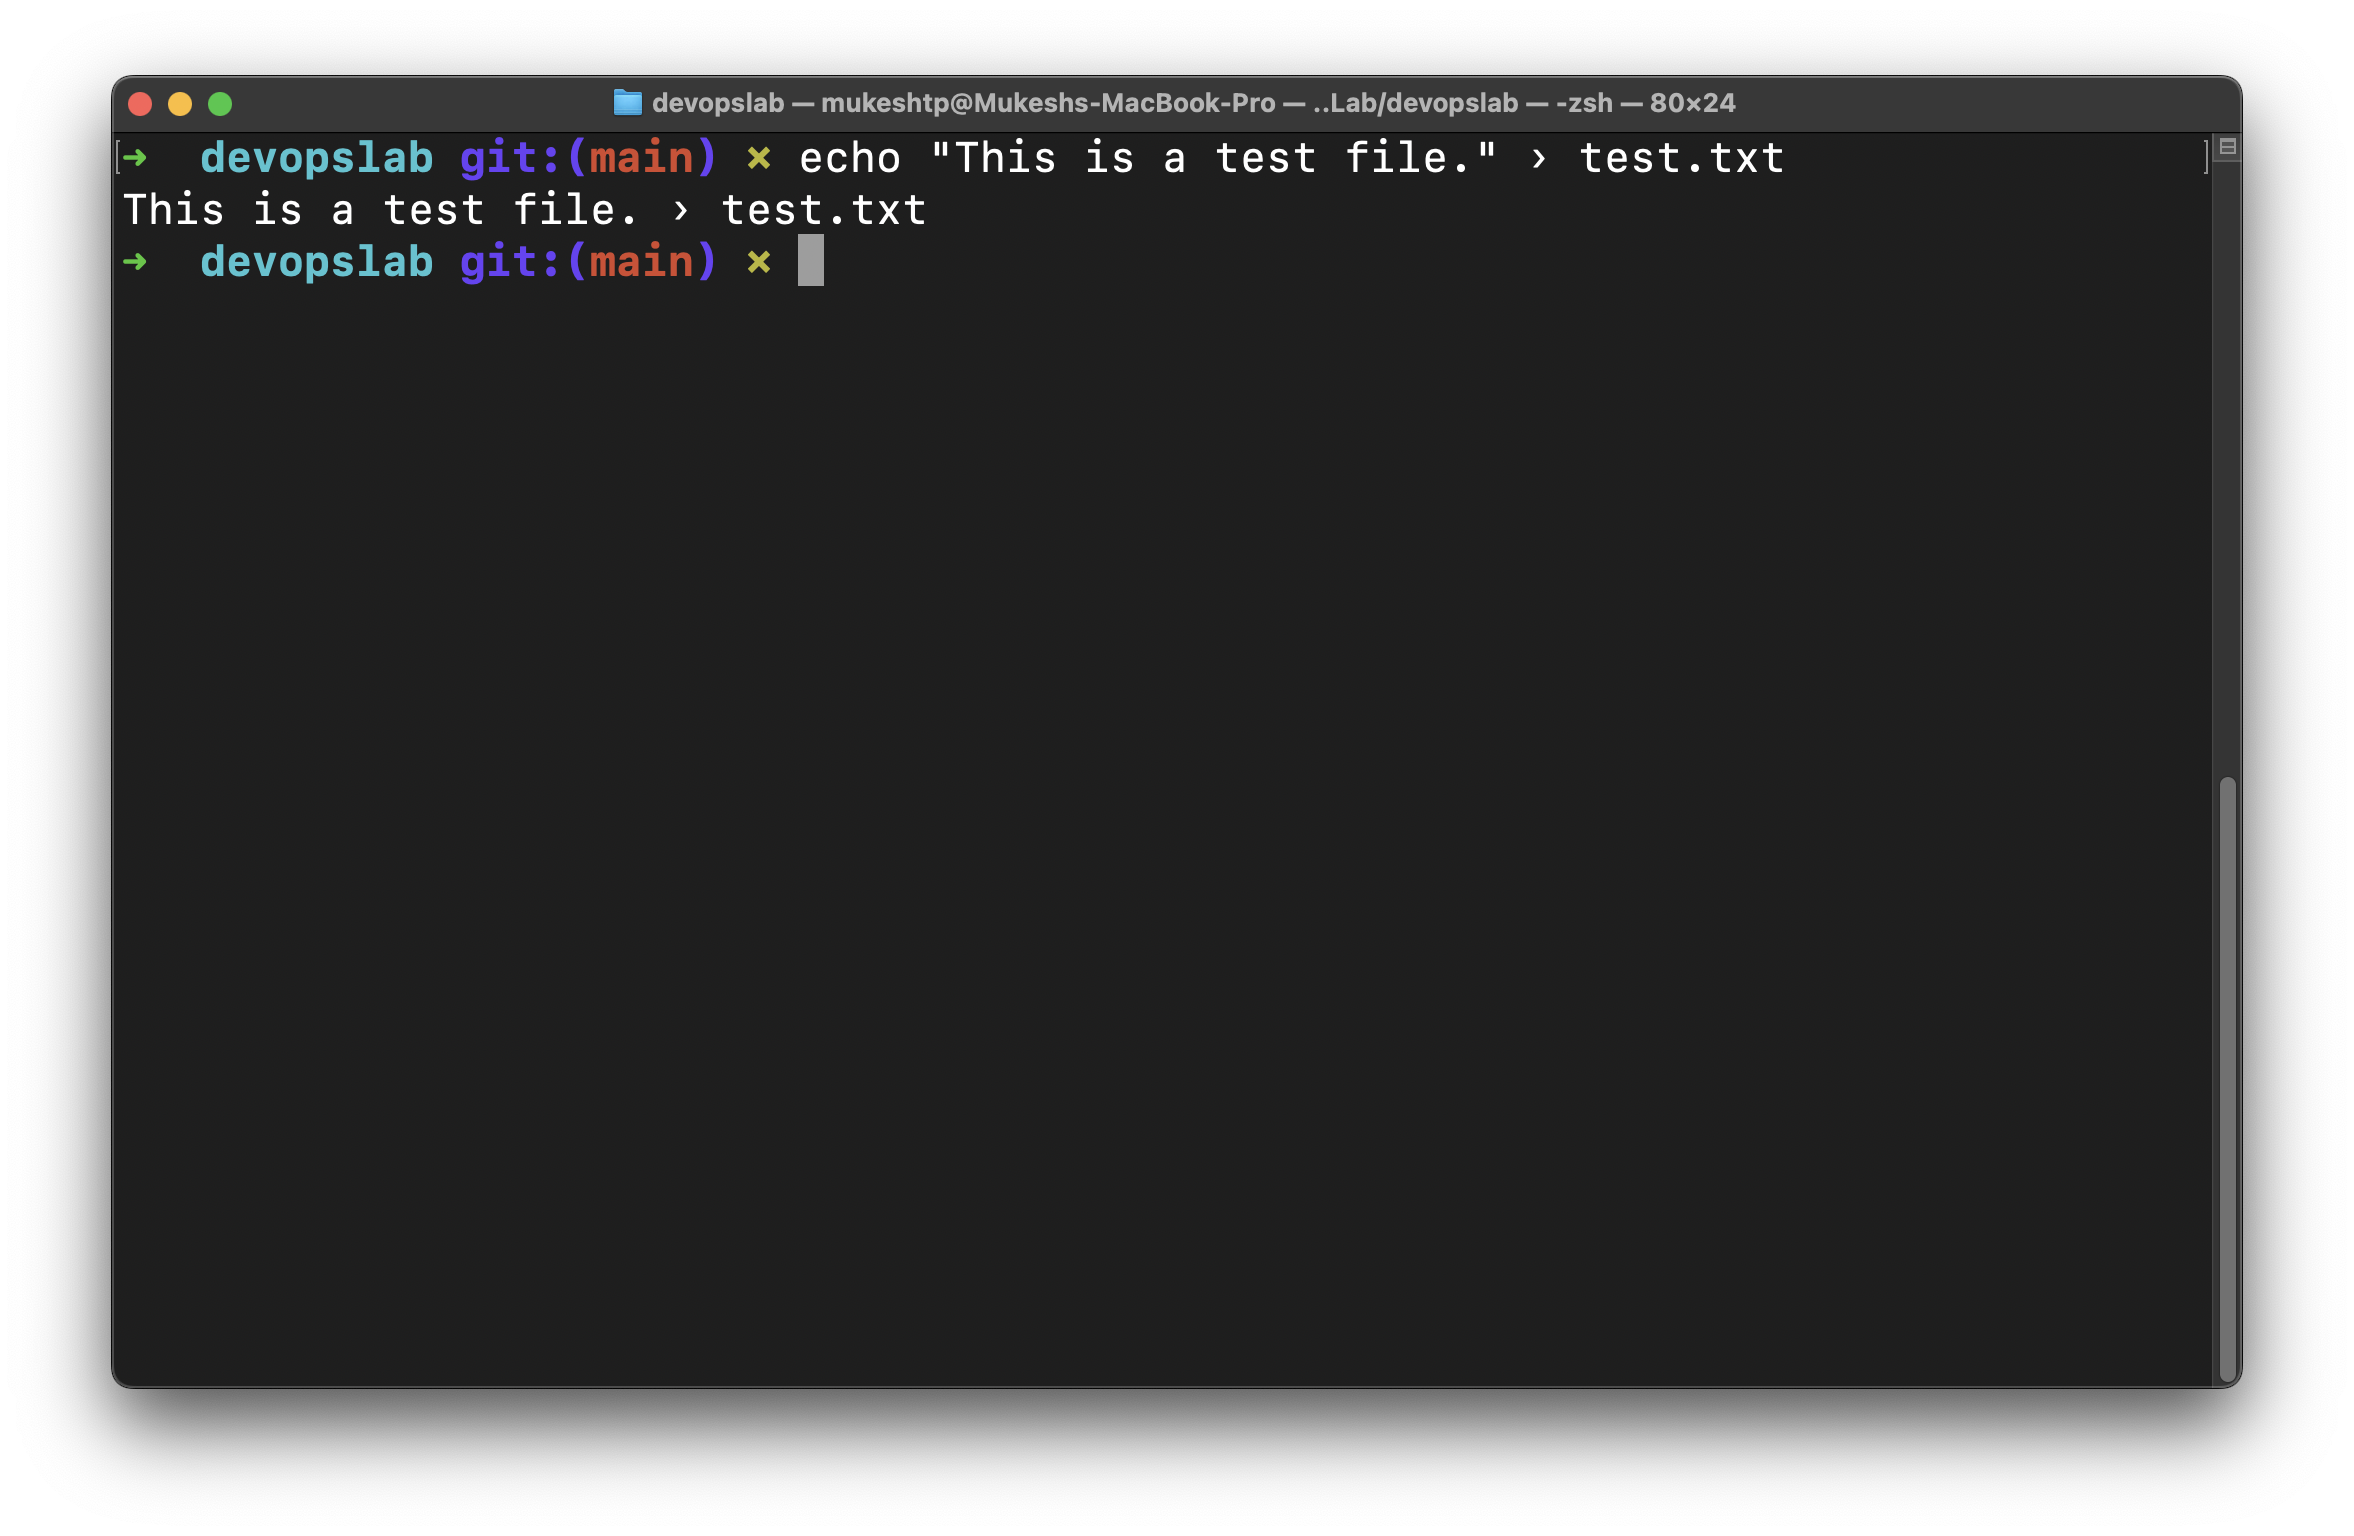 devopslab — mukeshtp@Mukeshs-MacBook-Pro — ..Lab/devopslab — -zsh — 80×24
[➜  devopslab git:(main) ✗ echo "This is a test file." › test.txt ]
This is a test file. › test.txt
➜  devopslab git:(main) ✗